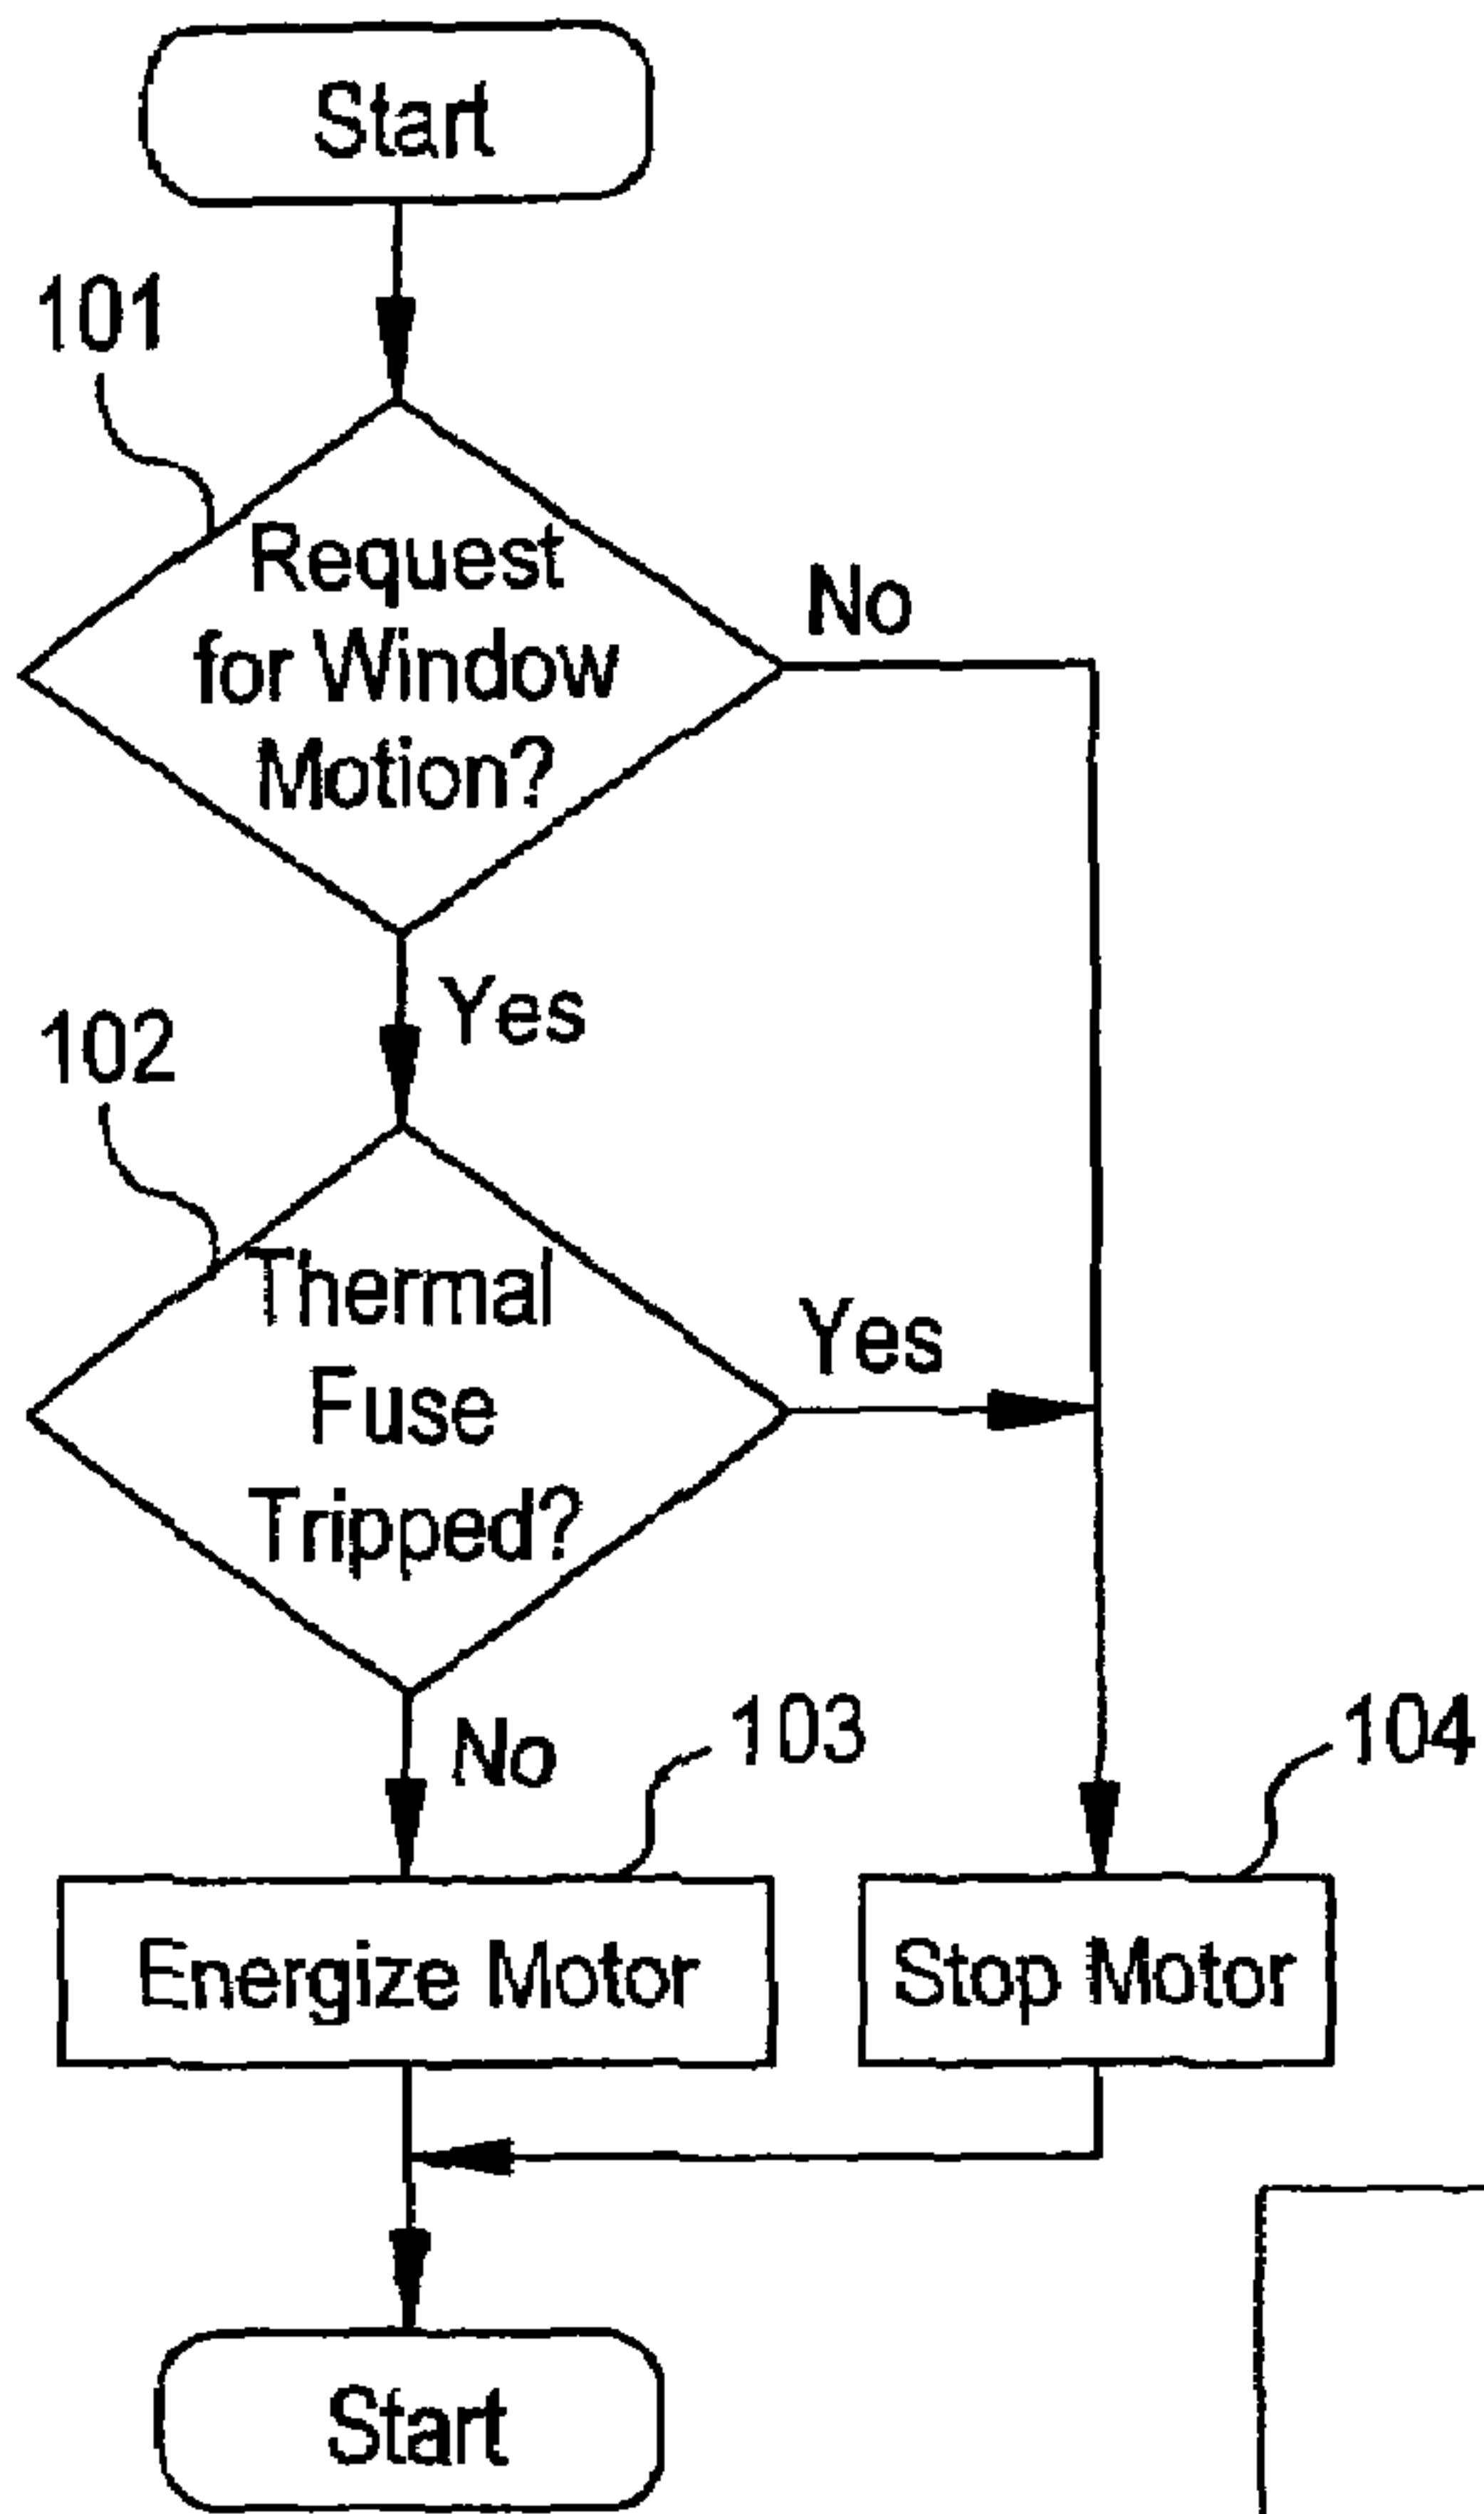 Start
101
Request
for Window
Motion?
No
Yes
102
Thermal
Fuse
Tripped?
Yes
No
103
104
Energize Motor
Stop Motor
Start